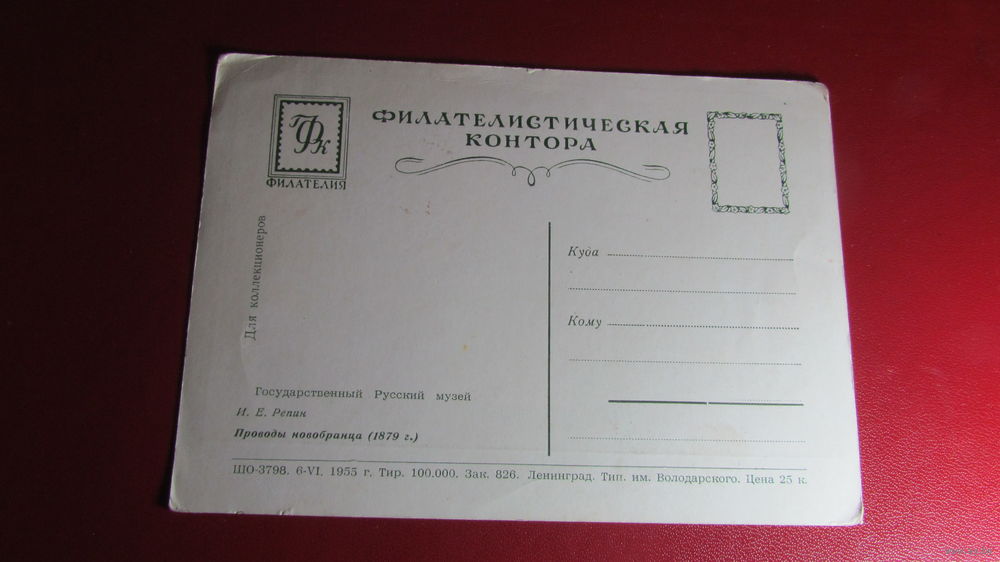 ФК
ФИЛАТЕЛИЯ
ФИЛАТЕЛИСТИЧЕСКАЯ
КОНТОРА
Для коллекционеров
Куда
Кому
Государственный Русский музей
И. Е. Репин
Проводы новобранца (1879 г.)
ШО-3798. 6-VI. 1955 г. Тир. 100.000. Зак. 826. Ленинград. Тип. им. Володарского. Цена 25 к.